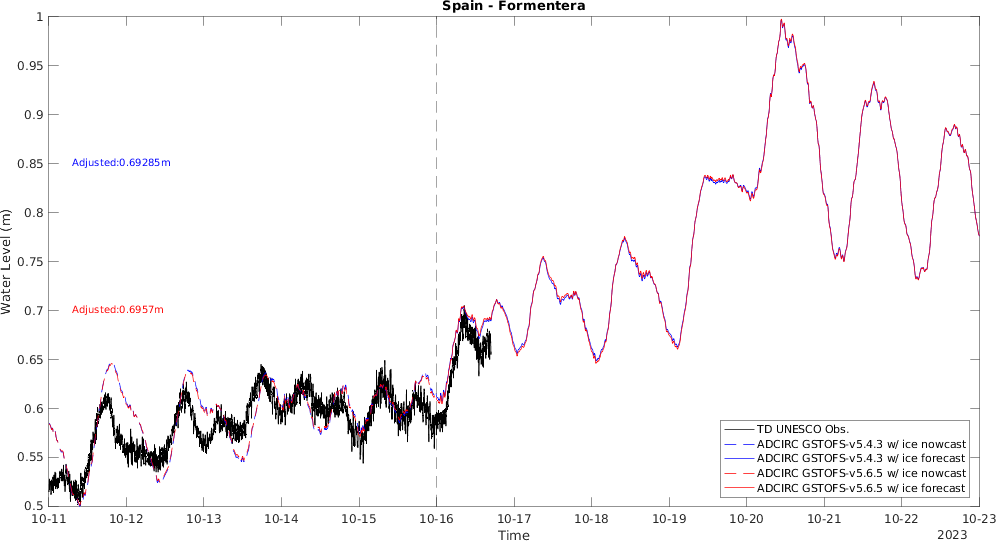 Spain - Formentera
1
0.95
0.9
0.85
0.8
0.75
0.7
0.65
0.6
0.55
0.5
Water Level (m)
Adjusted:0.69285m
Adjusted:0.6957m
TD UNESCO Obs.
ADCIRC GSTOFS-v5.4.3 w/ ice nowcast
ADCIRC GSTOFS-v5.4.3 w/ ice forecast
ADCIRC GSTOFS-v5.6.5 w/ ice nowcast
ADCIRC GSTOFS-v5.6.5 w/ ice forecast
10-11 10-12 10-13 10-14 10-15 10-16 10-17 10-18 10-19 10-20 10-21 10-22 10-23
Time
2023